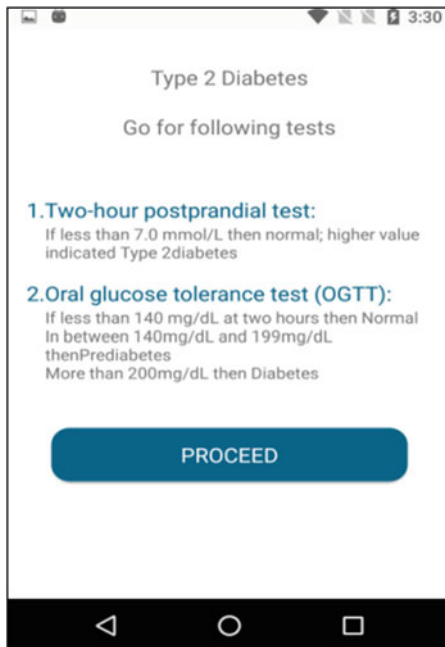 3:30
Type 2 Diabetes
Go for following tests
1.Two-hour postprandial test:
If less than 7.0 mmol/L then normal; higher value
indicated Type 2diabetes
2.Oral glucose tolerance test (OGTT):
If less than 140 mg/dL at two hours then Normal
In between 140mg/dL and 199mg/dL
thenPrediabetes
More than 200mg/dL then Diabetes
PROCEED